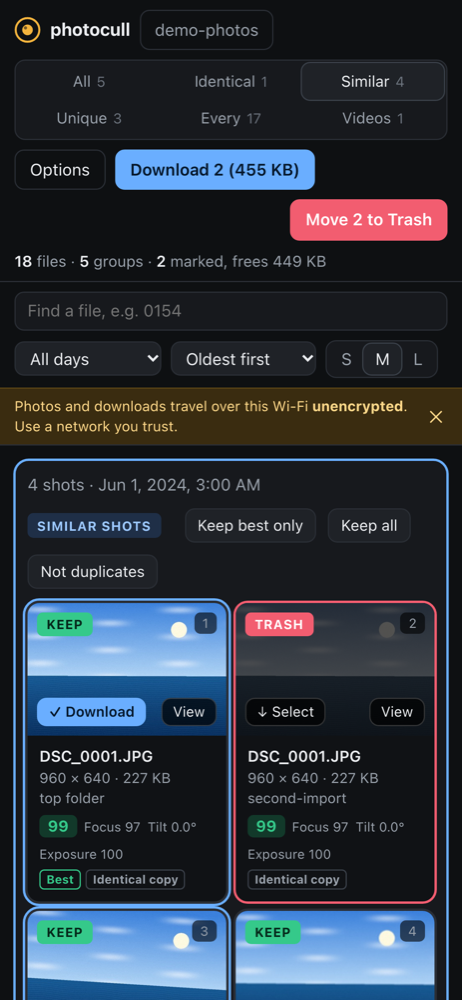 photocull demo-photos
All 5 Identical 1 Similar 4
Unique 3 Every 17 Videos 1
Options Download 2 (455 KB)
Move 2 to Trash
18 files · 5 groups · 2 marked, frees 449 KB
Find a file, e.g. 0154
All days Oldest first S M L
Photos and downloads travel over this Wi-Fi unencrypted.
Use a network you trust.
4 shots · Jun 1, 2024, 3:00 AM
SIMILAR SHOTS Keep best only Keep all
Not duplicates
KEEP 1
✓ Download View
DSC_0001.JPG
960 × 640 · 227 KB
top folder
99 Focus 97 Tilt 0.0°
Exposure 100
Best Identical copy
TRASH 2
↓ Select View
DSC_0001.JPG
960 × 640 · 227 KB
second-import
99 Focus 97 Tilt 0.0°
Exposure 100
Identical copy
KEEP 3
KEEP 4